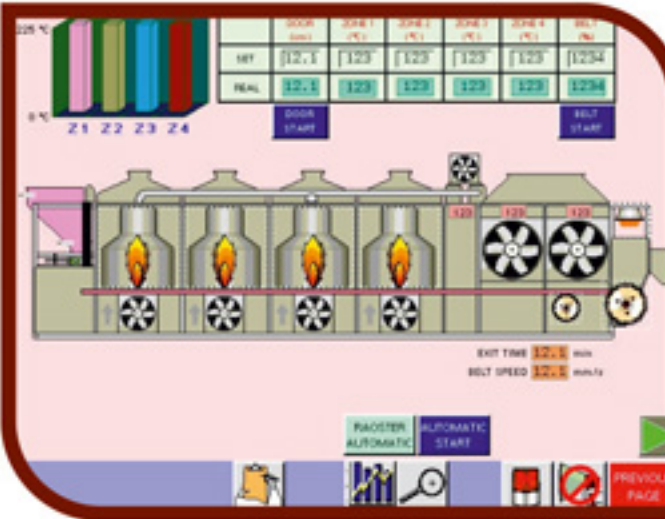 225 °C
0 °C
Z1 Z2 Z3 Z4
DOOR (cm) ZONE 1 (°C) ZONE 2 (°C) ZONE 3 (°C) ZONE 4 (°C) BELT (%)
SET 12.1 123 123 123 123 1234
REAL 12.1 123 123 123 123 1234
DOOR START
BELT START
123 123 123
EXIT TIME 12.1 min
BELT SPEED 12.1 mm/s
RAOSTER AUTOMATIC
AUTOMATIC START
PREVIOU
PAGE